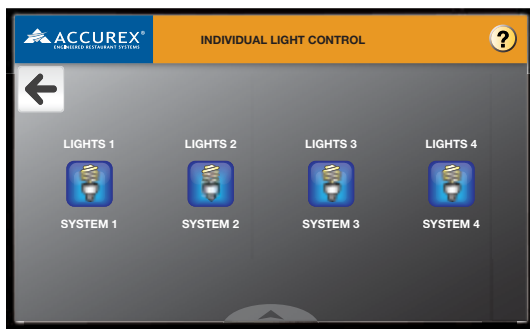 ACCUREX®
ENGINEERED RESTAURANT SYSTEMS
INDIVIDUAL LIGHT CONTROL
?
LIGHTS 1 LIGHTS 2 LIGHTS 3 LIGHTS 4
SYSTEM 1 SYSTEM 2 SYSTEM 3 SYSTEM 4